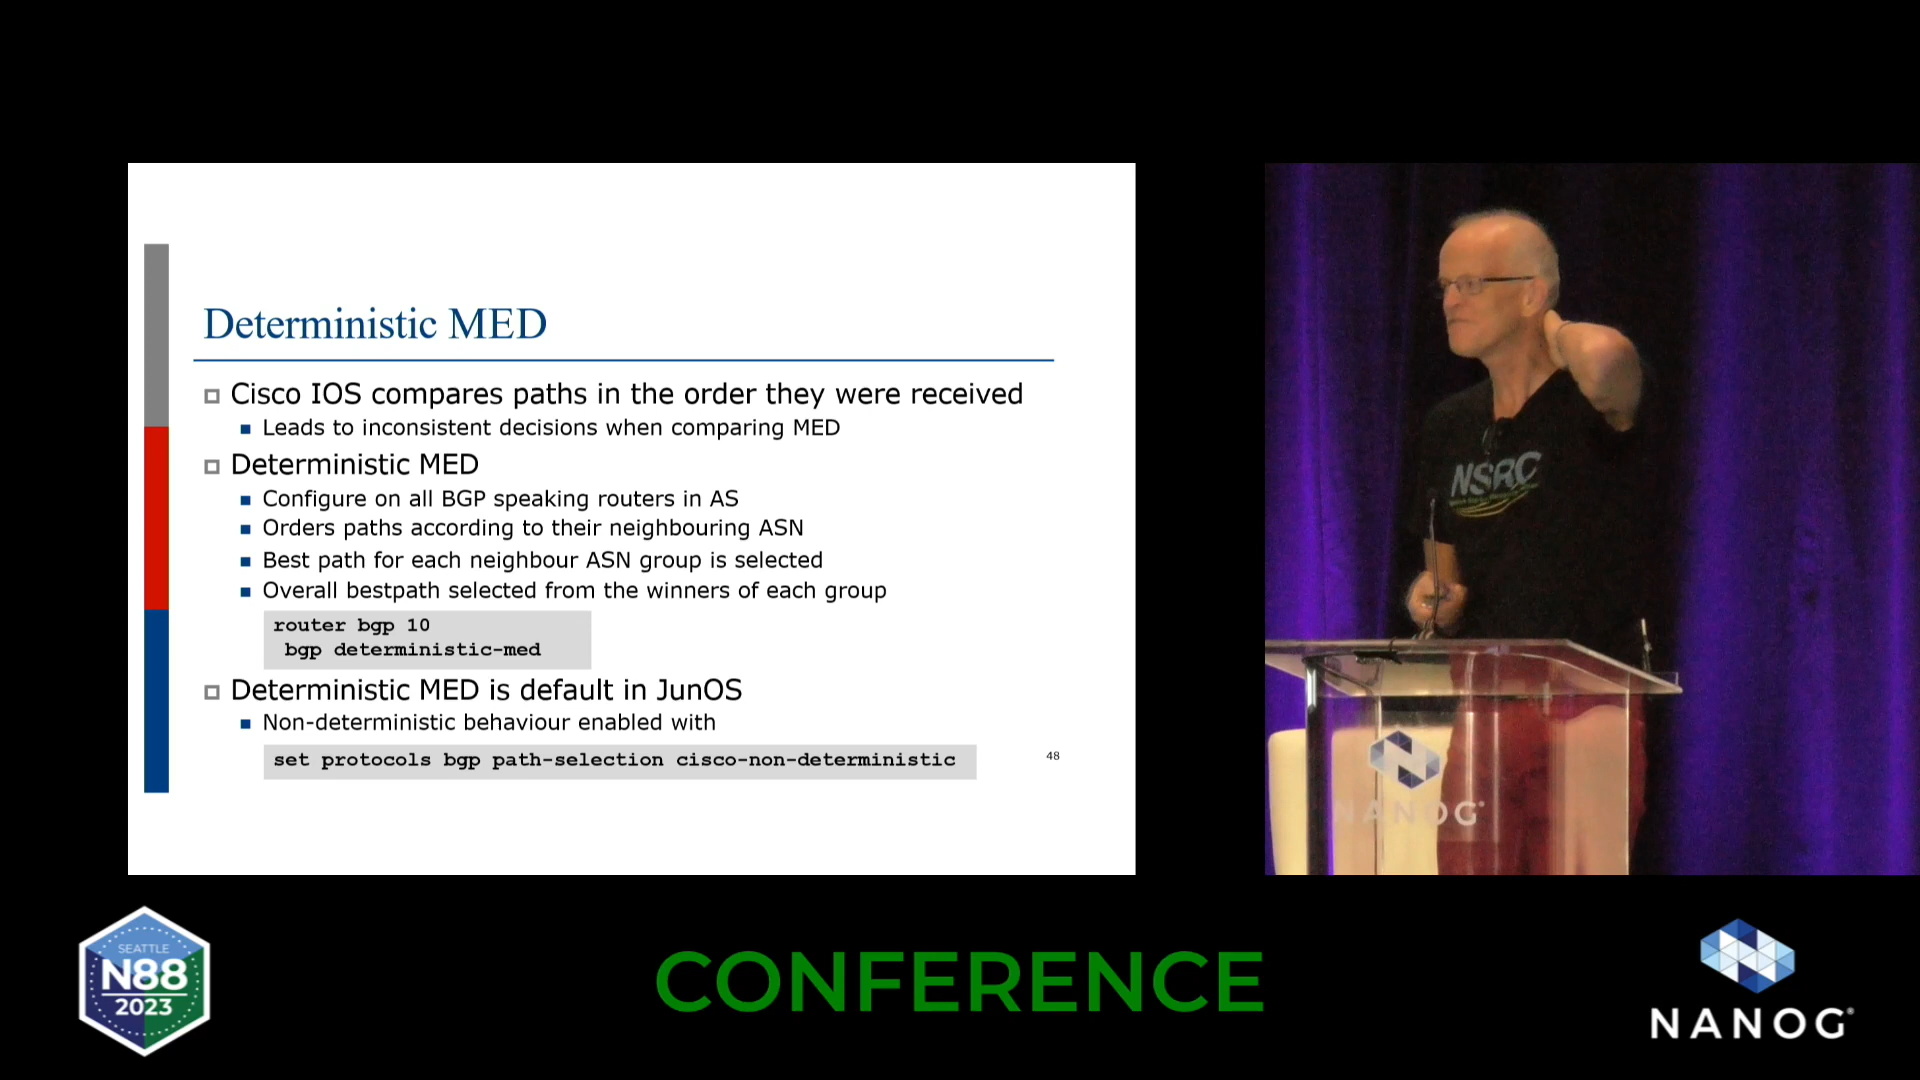 Deterministic MED
Cisco IOS compares paths in the order they were received
Leads to inconsistent decisions when comparing MED
Deterministic MED
Configure on all BGP speaking routers in AS
Orders paths according to their neighbouring ASN
Best path for each neighbour ASN group is selected
Overall bestpath selected from the winners of each group
router bgp 10
bgp deterministic-med
Deterministic MED is default in JunOS
Non-deterministic behaviour enabled with
set protocols bgp path-selection cisco-non-deterministic
48
NSRC
NANOG
SEATTLE
N88
2023
CONFERENCE
NANOG®